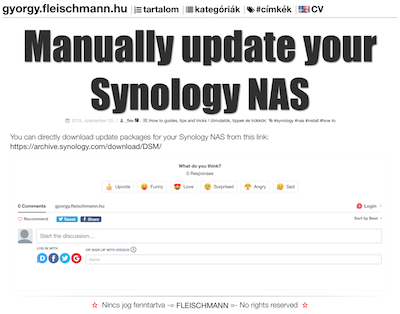 gyorgy.fleischmann.hu tartalom kategóriák #címkék CV
Manually update your
Synology NAS
How to guides, tips and tricks / útmutatók, tippek és trükkök; #synology #nas #install #how to
You can directly download update packages for your Synology NAS from this link:
https://archive.synology.com/download/DSM/
What do you think?
0 Responses
Upvote Funny Love Surprised Angry Sad
0 Comments gyorgy.fleischmann.hu Login
Recommend Tweet Share Sort by Best
Start the discussion...
LOG IN WITH OR SIGN UP WITH DISQUS ?
Name
Nincs jog fenntartva -= FLEISCHMANN =- No rights reserved